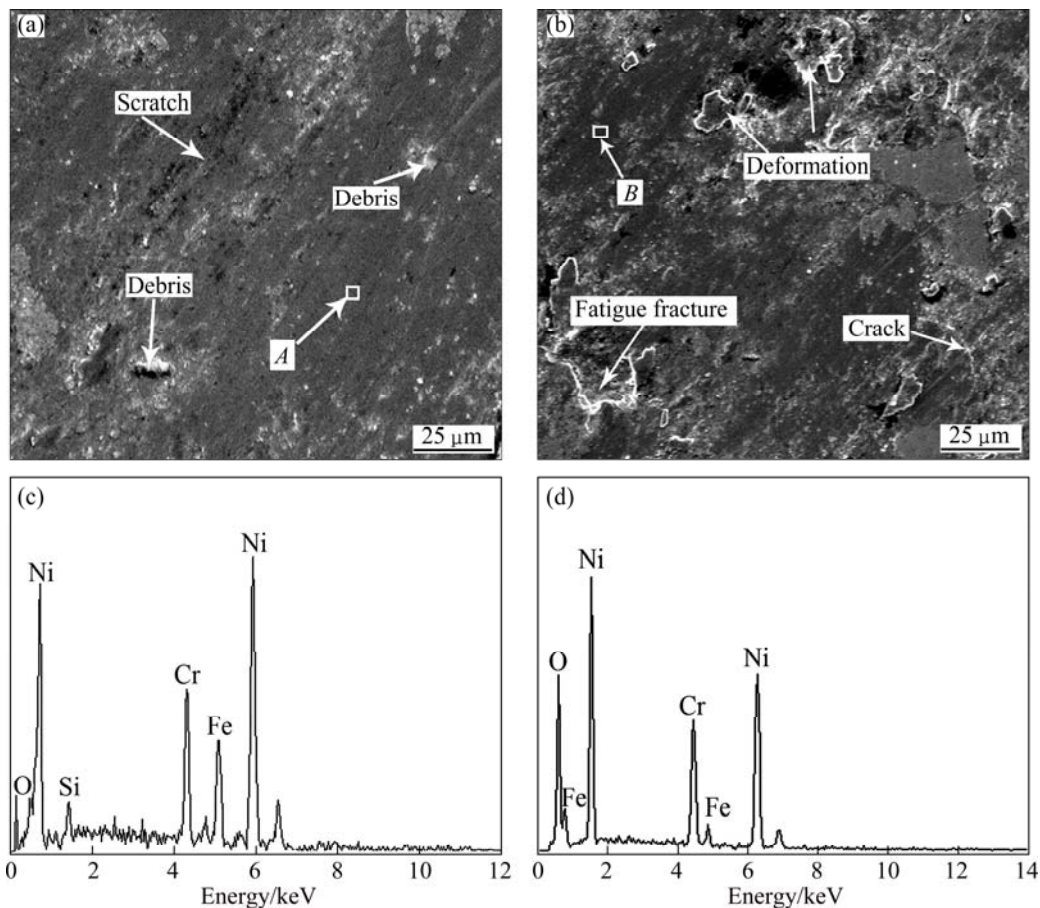 (a)
Scratch
Debris
Debris
A
25 μm
(b)
Deformation
B
Fatigue fracture
Crack
25 μm
(c)
Ni
Ni
Cr
Fe
O
Si
0 2 4 6 8 10 12
Energy/keV
(d)
Ni
O
Ni
Cr
Fe
Fe
0 2 4 6 8 10 12 14
Energy/keV